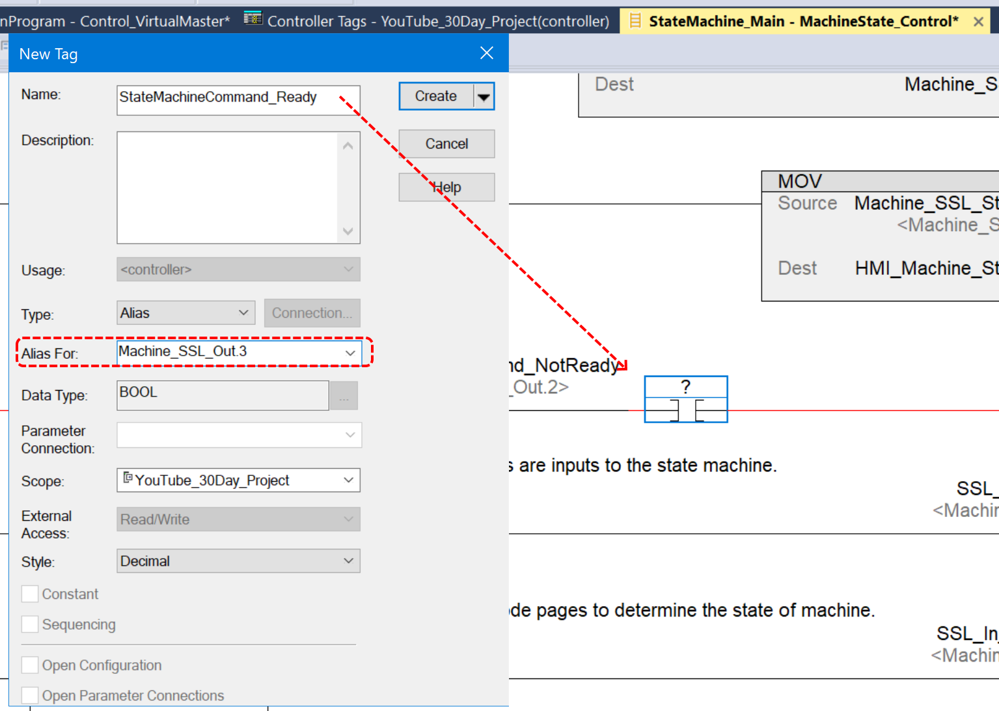 nProgram - Control_VirtualMaster*
Controller Tags - YouTube_30Day_Project(controller)
StateMachine_Main - MachineState_Control*
New Tag
Name:
StateMachineCommand_Ready
Create
Description:
Cancel
Help
Usage:
<controller>
Type:
Alias
Connection...
Alias For:
Machine_SSL_Out.3
Data Type:
BOOL
...
Parameter
Connection:
Scope:
YouTube_30Day_Project
External
Access:
Read/Write
Style:
Decimal
Constant
Sequencing
Open Configuration
Open Parameter Connections
Dest
Machine_S
MOV
Source
Machine_SSL_St
<Machine_S
Dest
HMI_Machine_St
nd_NotReady
_Out.2>
?
s are inputs to the state machine.
SSL_
<Machin
de pages to determine the state of machine.
SSL_In_
<Machin